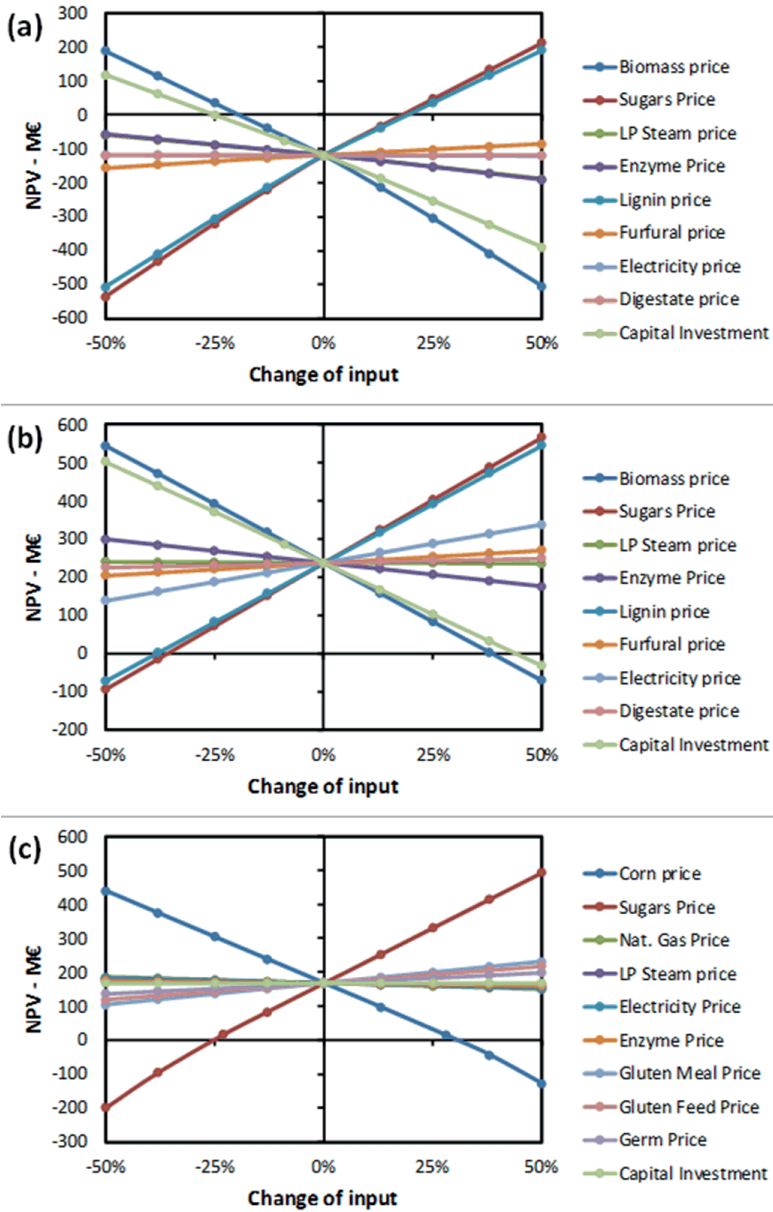 (a)
300
200
100
0
-100
-200
-300
-400
-500
-600
NPV - M€
-50%
-25%
0%
25%
50%
Change of input
Biomass price
Sugars Price
LP Steam price
Enzyme Price
Lignin price
Furfural price
Electricity price
Digestate price
Capital Investment
(b)
600
500
400
300
200
100
0
-100
-200
NPV - M€
-50%
-25%
0%
25%
50%
Change of input
Biomass price
Sugars Price
LP Steam price
Enzyme Price
Lignin price
Furfural price
Electricity price
Digestate price
Capital Investment
(c)
600
500
400
300
200
100
0
-100
-200
-300
NPV - M€
-50%
-25%
0%
25%
50%
Change of input
Corn price
Sugars Price
Nat. Gas Price
LP Steam price
Electricity Price
Enzyme Price
Gluten Meal Price
Gluten Feed Price
Germ Price
Capital Investment